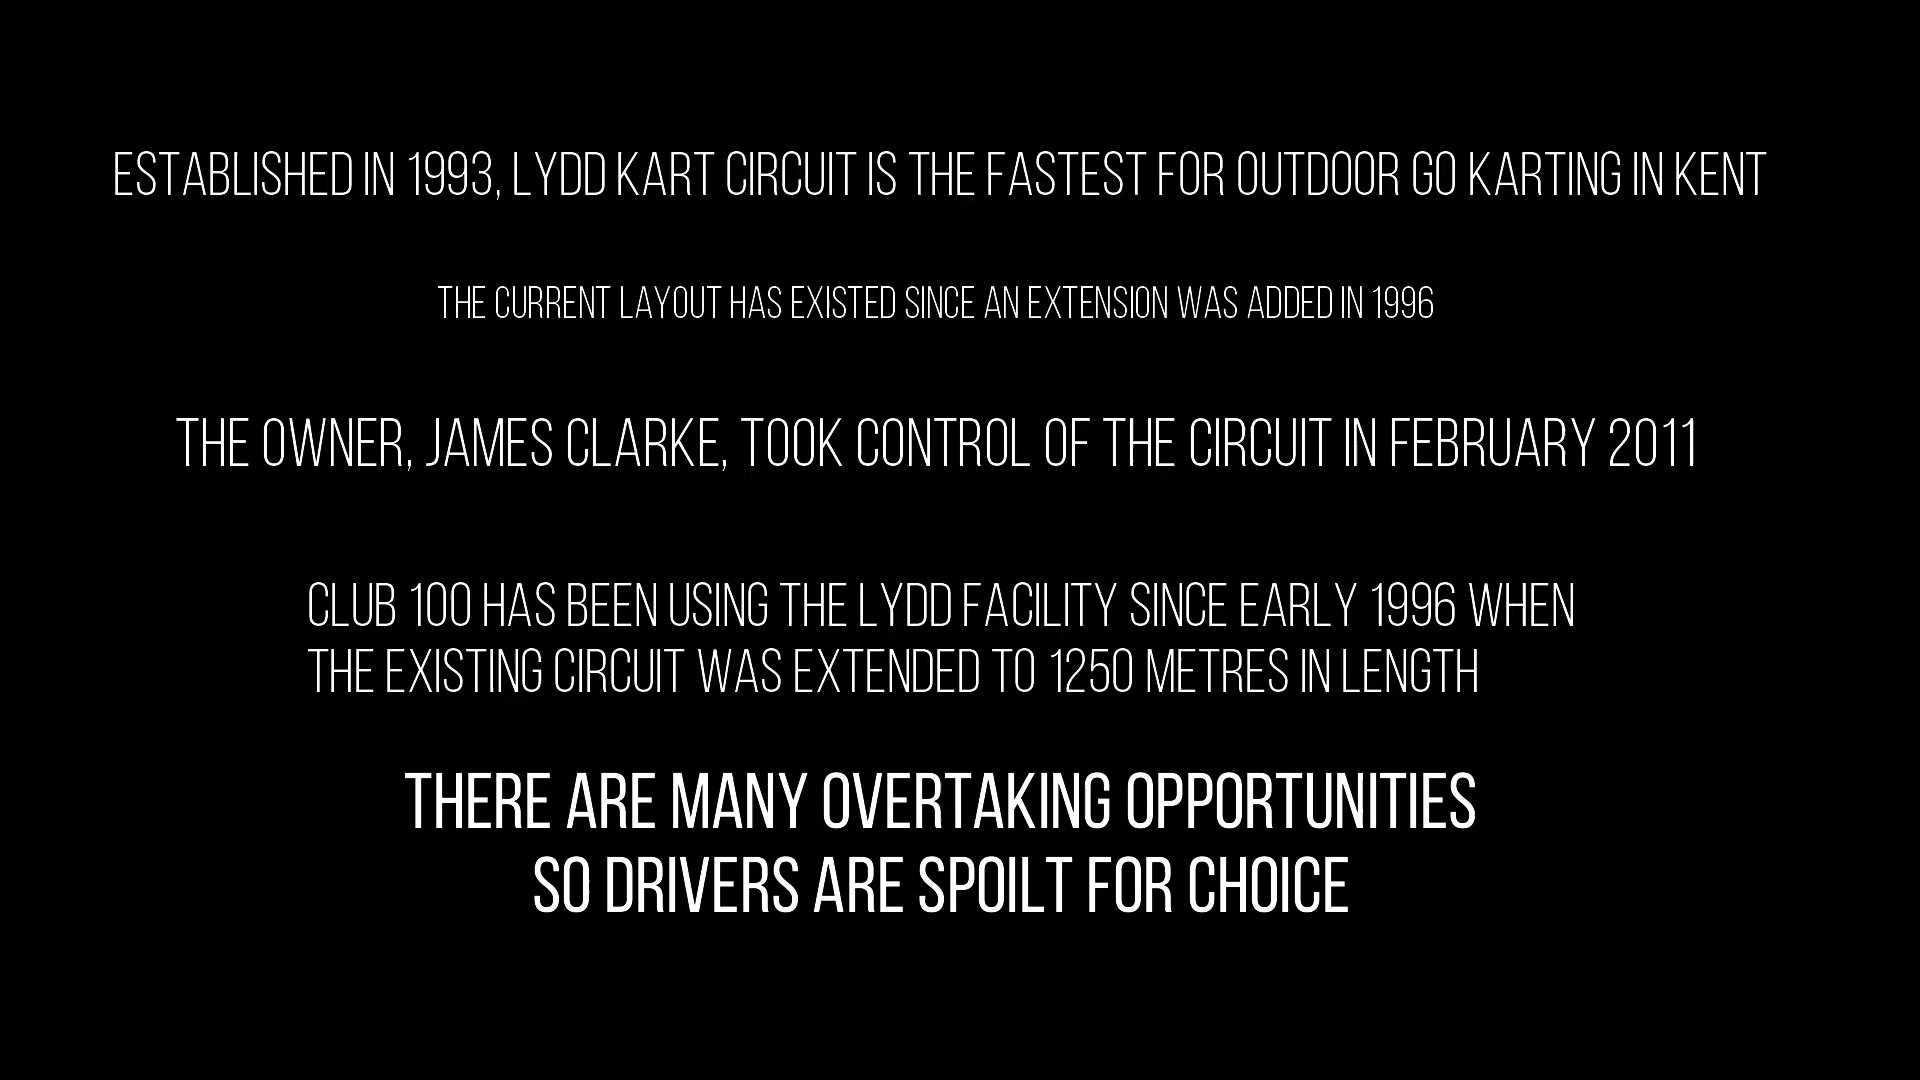 ESTABLISHED IN 1993, LYDD KART CIRCUIT IS THE FASTEST FOR OUTDOOR GO KARTING IN KENT
THE CURRENT LAYOUT HAS EXISTED SINCE AN EXTENSION WAS ADDED IN 1996
THE OWNER, JAMES CLARKE, TOOK CONTROL OF THE CIRCUIT IN FEBRUARY 2011
CLUB 100 HAS BEEN USING THE LYDD FACILITY SINCE EARLY 1996 WHEN
THE EXISTING CIRCUIT WAS EXTENDED TO 1250 METRES IN LENGTH
THERE ARE MANY OVERTAKING OPPORTUNITIES
SO DRIVERS ARE SPOILT FOR CHOICE